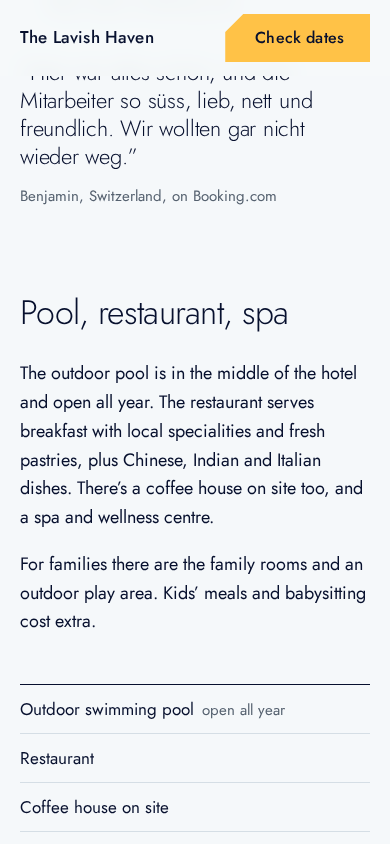 The Lavish Haven
Check dates
“Hier war alles schön, und die
Mitarbeiter so süss, lieb, nett und
freundlich. Wir wollten gar nicht
wieder weg.”
Benjamin, Switzerland, on Booking.com
Pool, restaurant, spa
The outdoor pool is in the middle of the hotel
and open all year. The restaurant serves
breakfast with local specialities and fresh
pastries, plus Chinese, Indian and Italian
dishes. There’s a coffee house on site too, and
a spa and wellness centre.
For families there are the family rooms and an
outdoor play area. Kids’ meals and babysitting
cost extra.
Outdoor swimming pool open all year
Restaurant
Coffee house on site